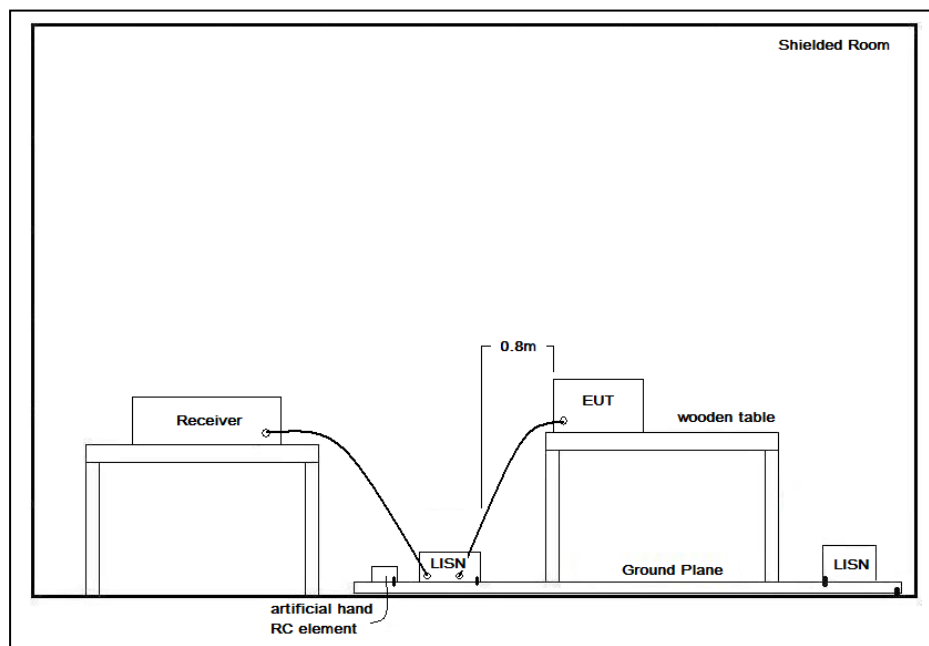 Shielded Room
0.8m
EUT
Receiver
wooden table
LISN
Ground Plane
LISN
artificial hand
RC element